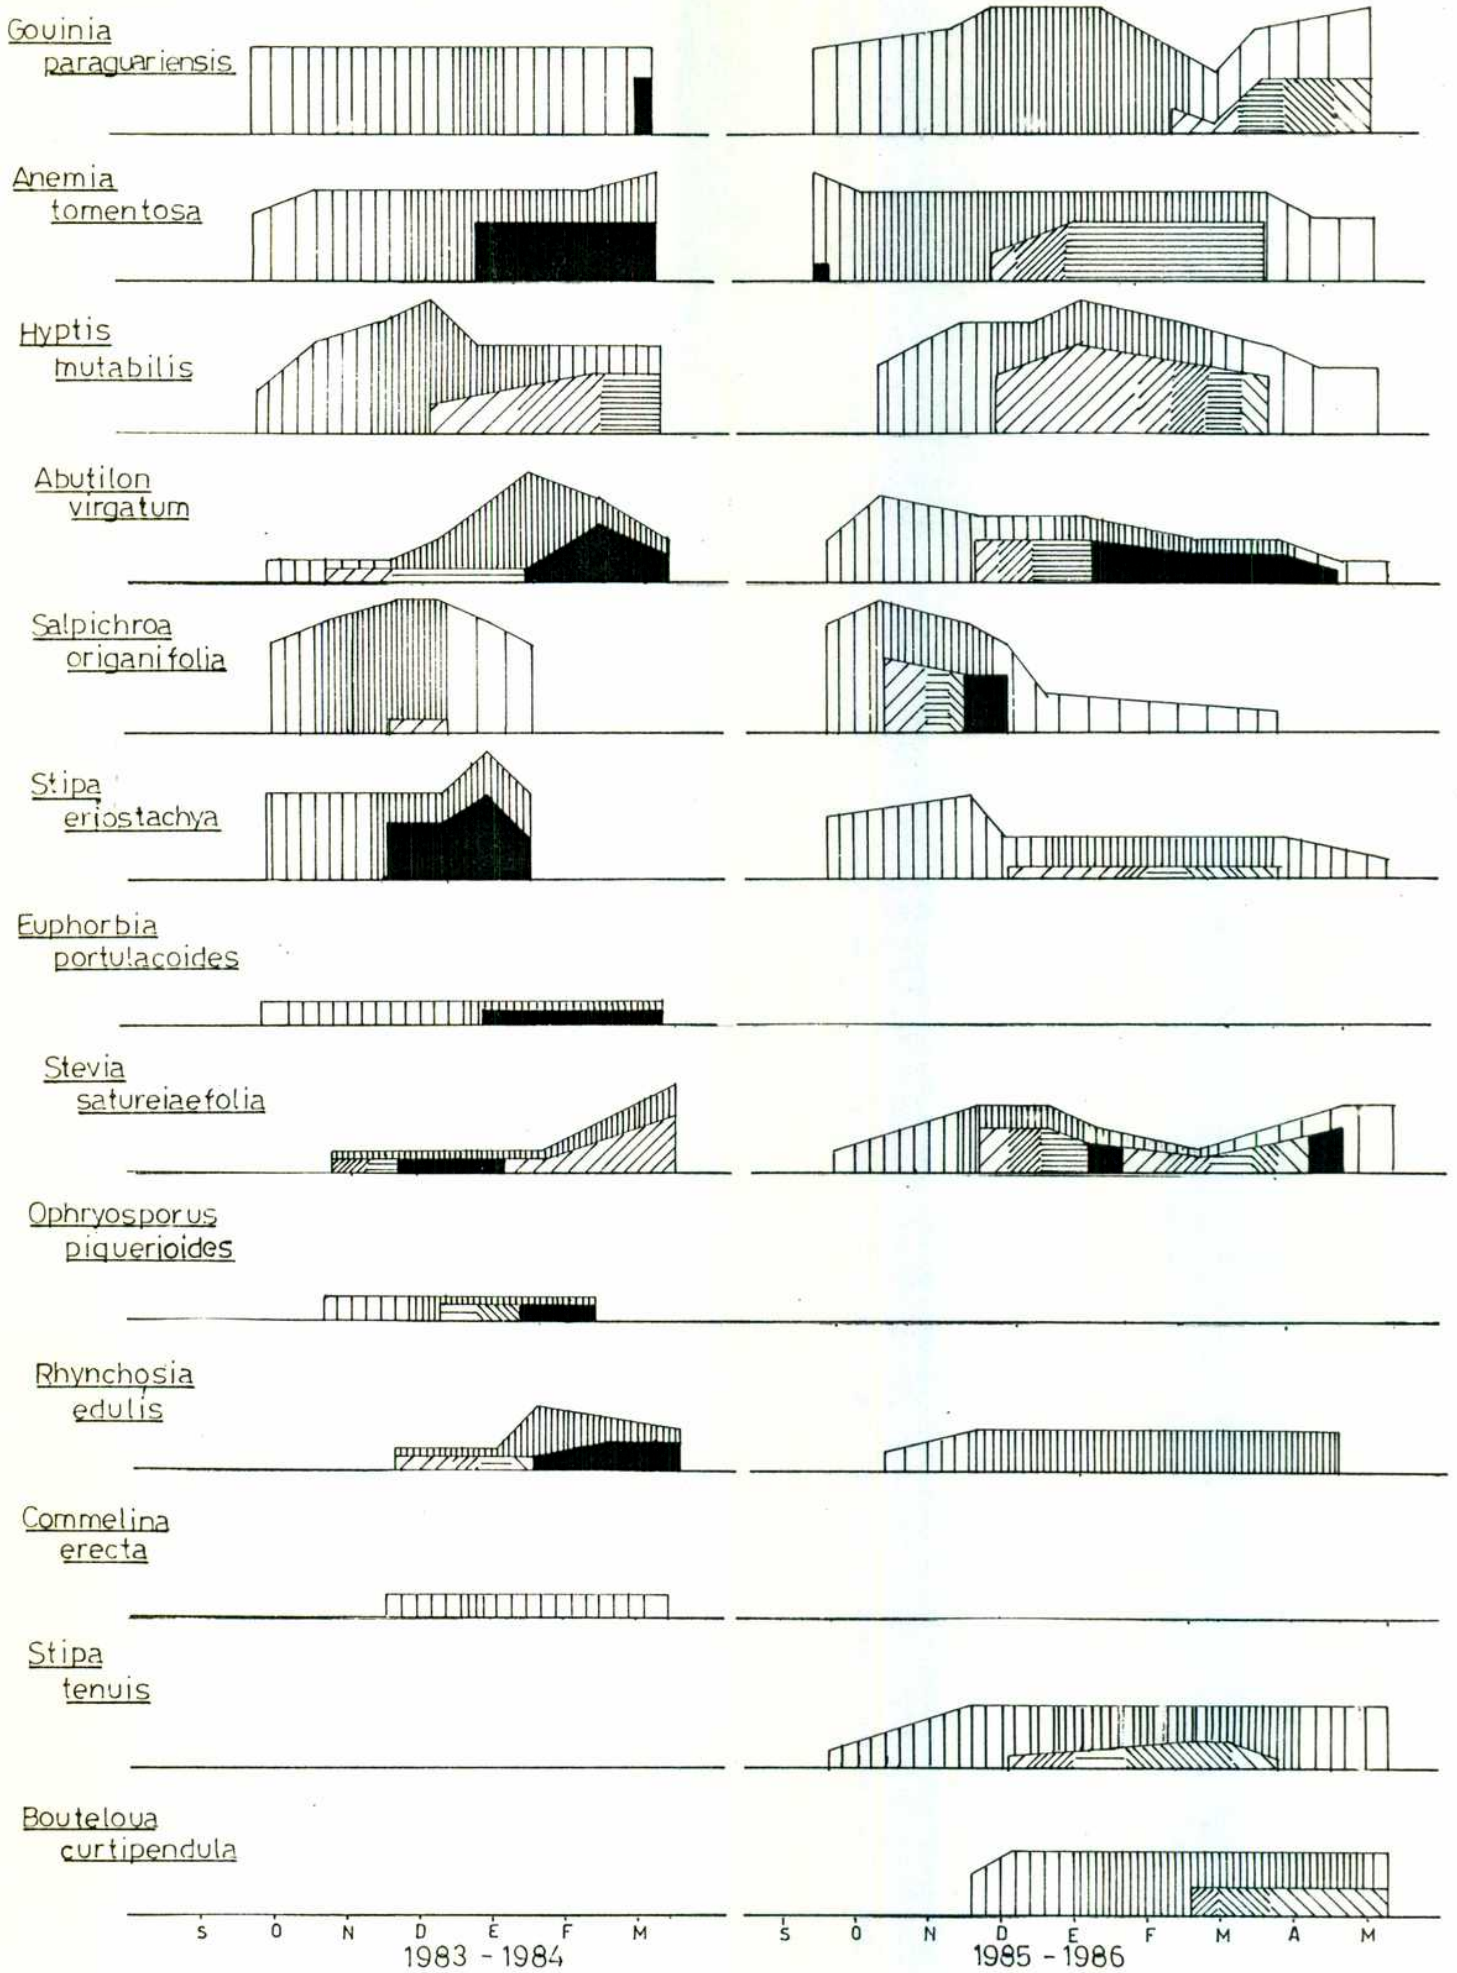 Gouinia
paraguariensis
Anemia
tomentosa
Hyptis
mutabilis
Abutilon
virgatum
Salpichroa
origanifolia
Stipa
eriostachya
Euphorbia
portulacoides
Stevia
satureiaefolia
Ophryosporus
piquerioides
Rhynchosia
edulis
Commelina
erecta
Stipa
tenuis
Bouteloua
curtipendula
S O N D E F M
1983 - 1984
S O N D E F M A M
1985 - 1986